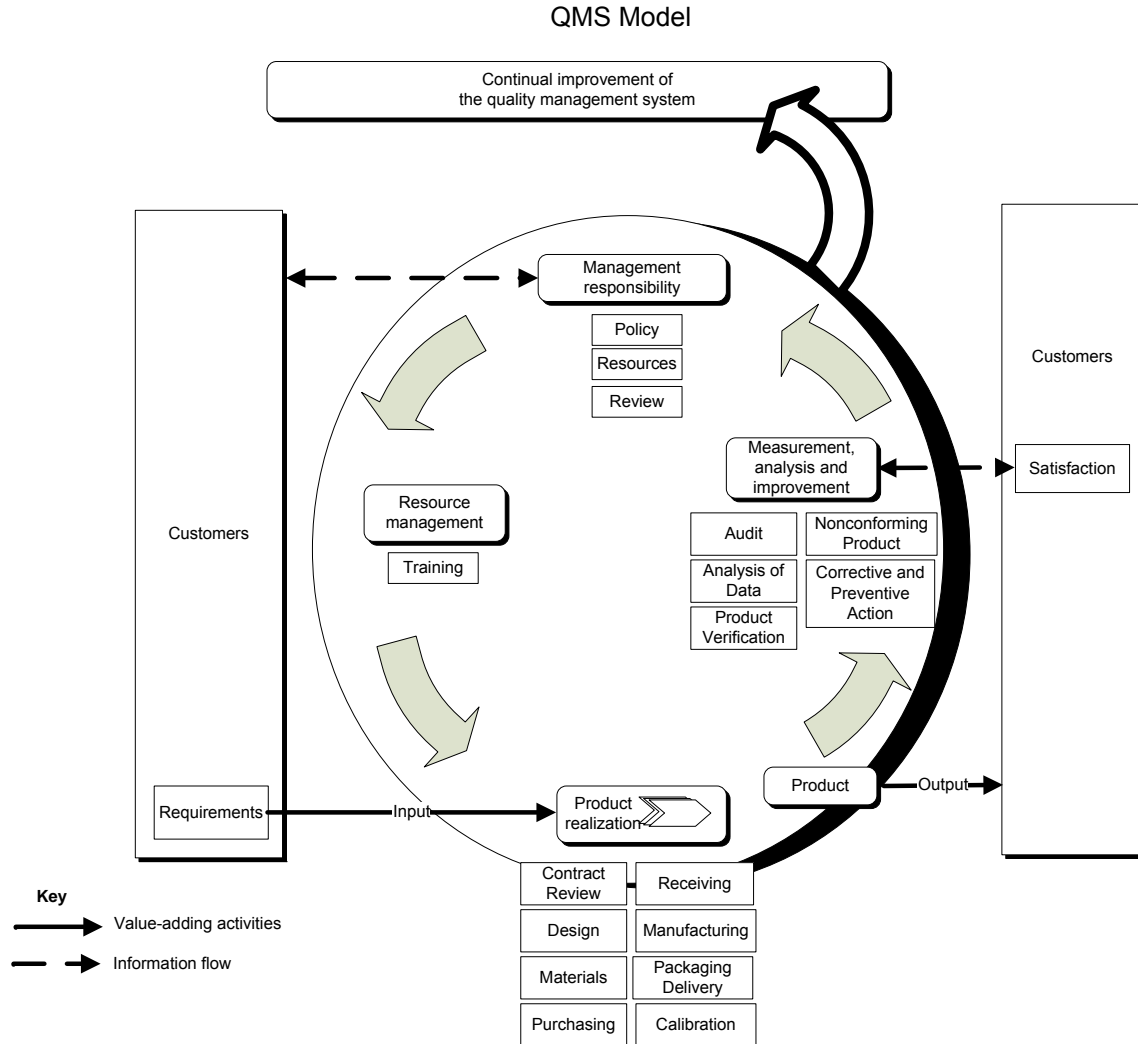 QMS Model
Continual improvement of
the quality management system
Management
responsibility
Policy
Resources
Review
Customers
Customers
Measurement,
analysis and
improvement
Satisfaction
Resource
management
Training
Audit
Nonconforming
Product
Analysis of
Data
Corrective and
Preventive
Action
Product
Verification
Requirements
Input
Product
realization
Product
Output
Contract
Review
Receiving
Design
Manufacturing
Materials
Packaging
Delivery
Purchasing
Calibration
Key
Value-adding activities
Information flow